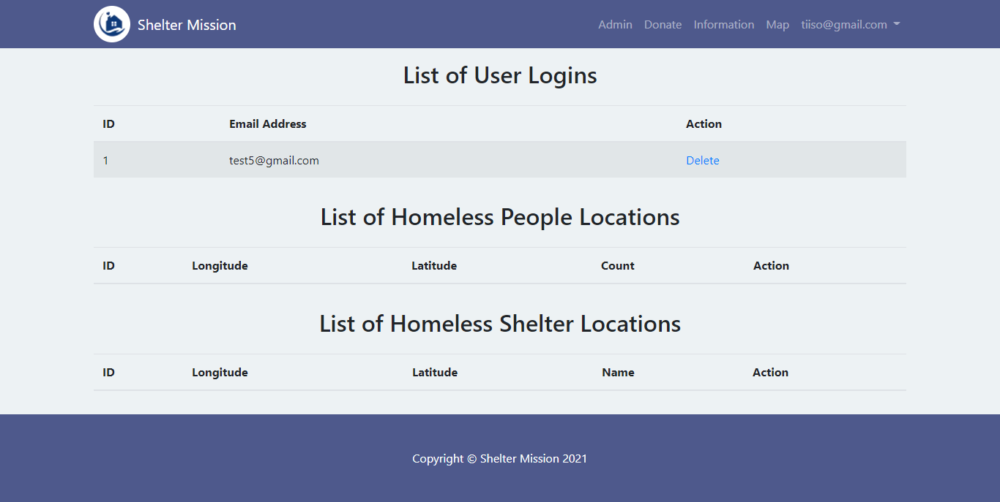 Shelter Mission Admin Donate Information Map tiiso@gmail.com
List of User Logins
ID Email Address Action
1 test5@gmail.com Delete
List of Homeless People Locations
ID Longitude Latitude Count Action
List of Homeless Shelter Locations
ID Longitude Latitude Name Action
Copyright © Shelter Mission 2021